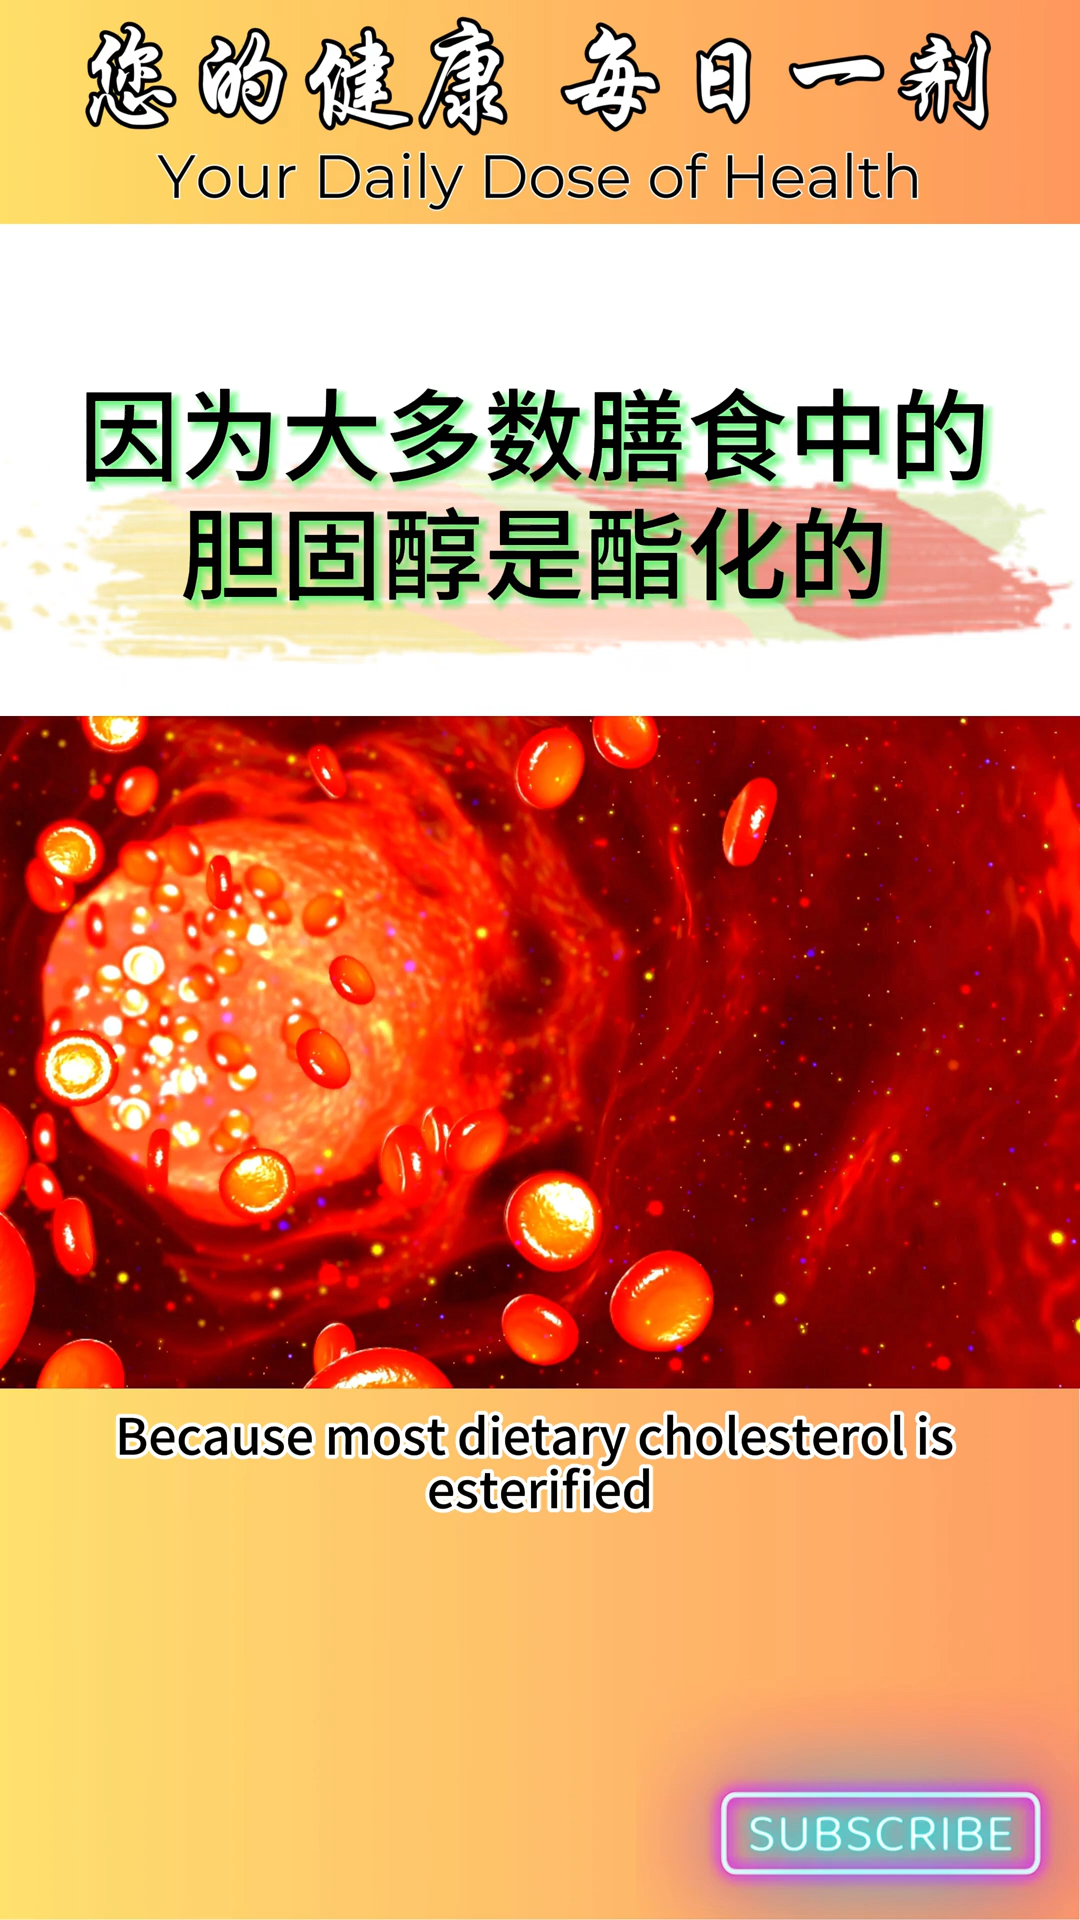 您的健康 每日一剂
Your Daily Dose of Health
因为大多数膳食中的
胆固醇是酯化的
Because most dietary cholesterol is
esterified
SUBSCRIBE